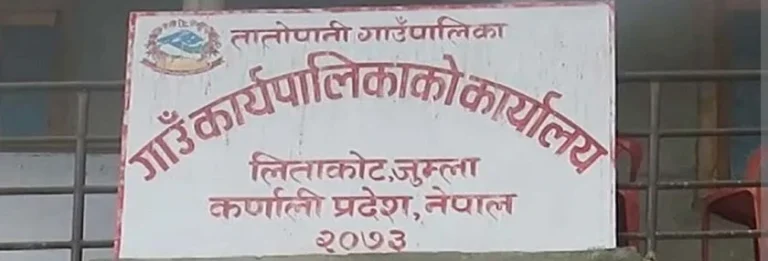 तातोपानी गाउँपालिका
गाउँ कार्यपालिकाको कार्यालय
लिताकोट,जुम्ला
कर्णाली प्रदेश, नेपाल
२०७३